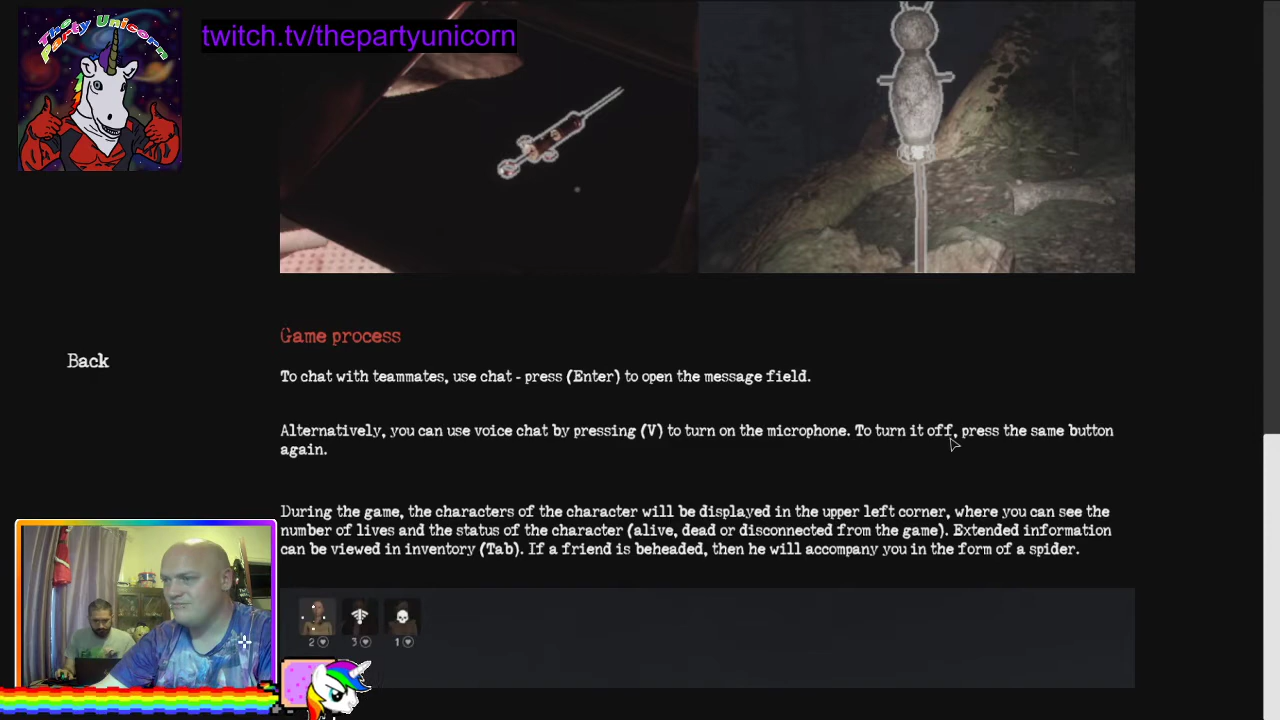 The Party Unicorn
twitch.tv/thepartyunicorn
Back
Game process
To chat with teammates, use chat - press (Enter) to open the message field.
Alternatively, you can use voice chat by pressing (V) to turn on the microphone. To turn it off, press the same button
again.
During the game, the characters of the character will be displayed in the upper left corner, where you can see the
number of lives and the status of the character (alive, dead or disconnected from the game). Extended information
can be viewed in inventory (Tab). If a friend is beheaded, then he will accompany you in the form of a spider.
2 3 1